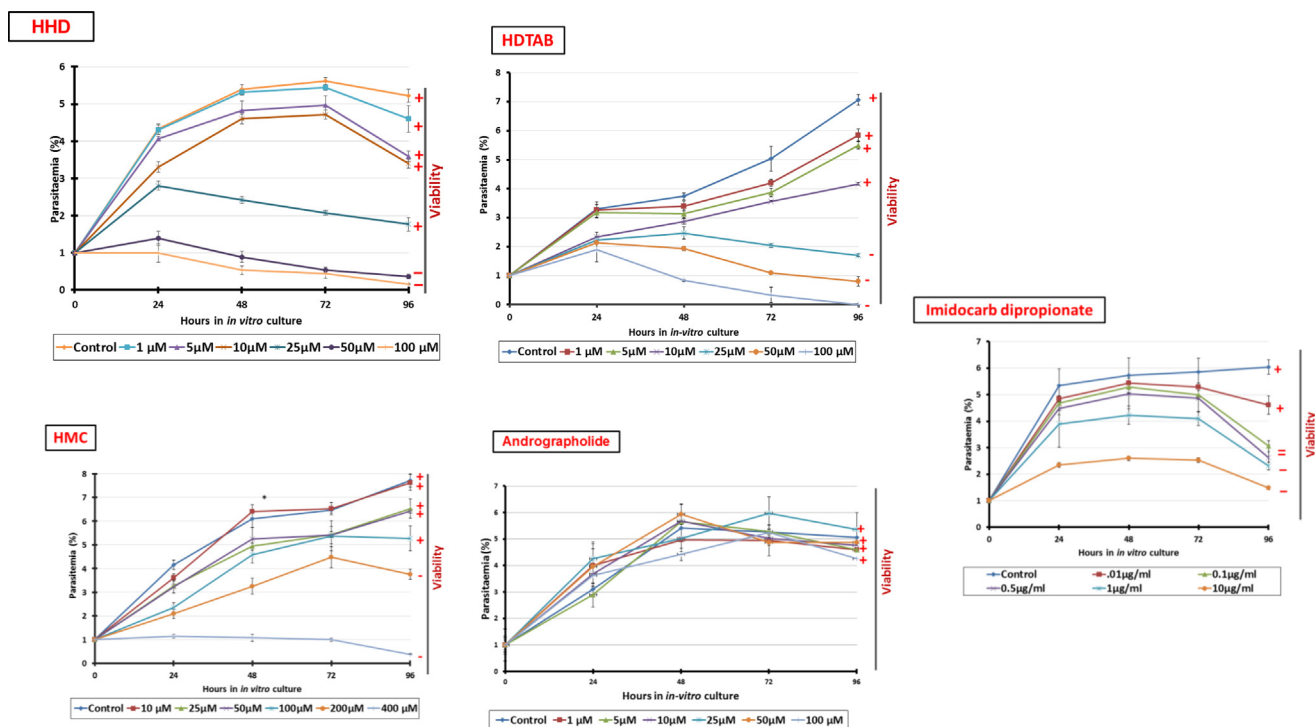 HHD
6
5
4
3
2
1
0
Parasitaemia (%)
0 24 48 72 96
Hours in in vitro culture
+
+
+
+
+
−
−
Viability
Control 1 µM 5µM 10µM 25µM 50µM 100 µM
HDTAB
8
7
6
5
4
3
2
1
0
Parasitaemia (%)
0 24 48 72 96
Hours in in-vitro culture
+
+
+
+
-
-
-
Viability
Control 1 µM 5µM 10µM 25µM 50µM 100 µM
Imidocarb dipropionate
7
6
5
4
3
2
1
0
Parasitaemia (%)
0 24 48 72 96
Hours in in vitro culture
+
+
=
−
−
Viability
Control .01µg/ml 0.1µg/ml
0.5µg/ml 1µg/ml 10µg/ml
HMC
8
7
6
5
4
3
2
1
0
Parasitaemia (%)
*
0 24 48 72 96
Hours in in vitro culture
+
+
+
+
+
-
-
Viability
Control 10 µM 25µM 50µM 100µM 200µM 400 µM
Andrographolide
7
6
5
4
3
2
1
0
Parasitaemia (%)
0 24 48 72 96
Hours in in-vitro culture
+
+
+
+
Viability
Control 1 µM 5µM 10µM 25µM 50µM 100 µM